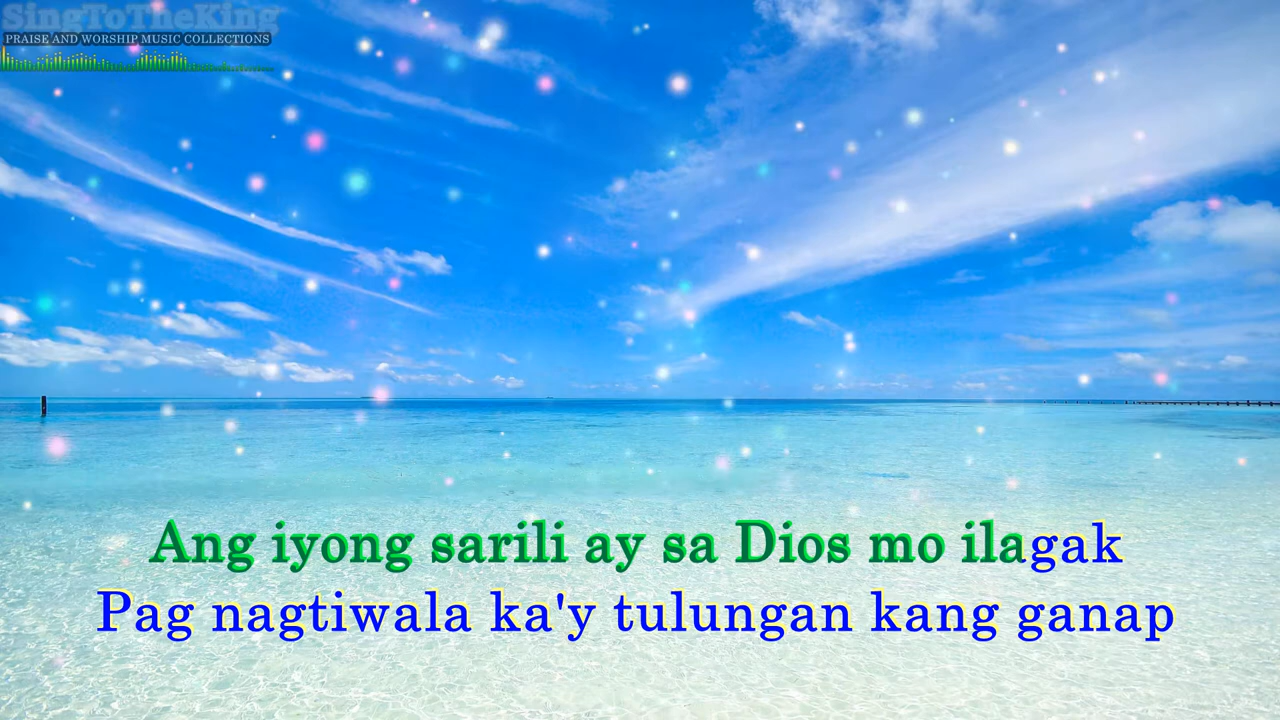 SingToTheKing
PRAISE AND WORSHIP MUSIC COLLECTIONS
Ang iyong sarili ay sa Dios mo ilagak
Pag nagtiwala ka'y tulungan kang ganap